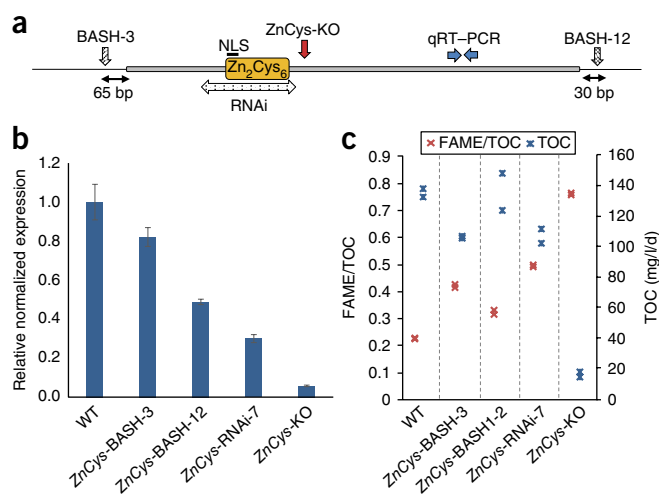 a
BASH-3
ZnCys-KO
qRT–PCR
BASH-12
NLS
Zn2Cys6
65 bp
RNAi
30 bp
b
Relative normalized expression
1.2
1.0
0.8
0.6
0.4
0.2
0.0
WT
ZnCys-BASH-3
ZnCys-BASH-12
ZnCys-RNAi-7
ZnCys-KO
c
FAME/TOC TOC
FAME/TOC
0.9
0.8
0.7
0.6
0.5
0.4
0.3
0.2
0.1
0
160
140
120
100
80
60
40
20
0
TOC (mg/l/d)
WT
ZnCys-BASH-3
ZnCys-BASH1-2
ZnCys-RNAi-7
ZnCys-KO